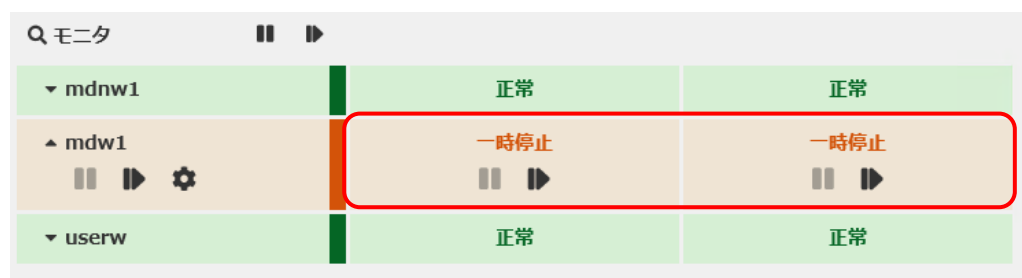 モニタ
mdnw1 正常 正常
mdw1 一時停止 一時停止
userw 正常 正常